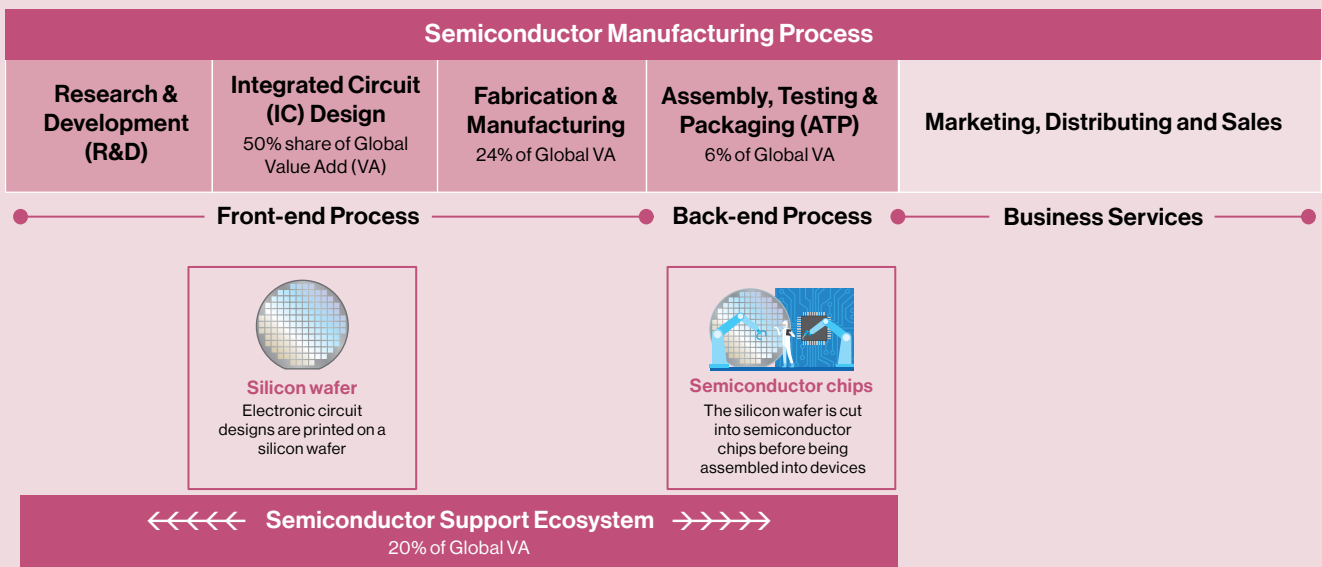 Semiconductor Manufacturing Process
Research &
Development
(R&D)
Integrated Circuit
(IC) Design
50% share of Global
Value Add (VA)
Fabrication &
Manufacturing
24% of Global VA
Assembly, Testing &
Packaging (ATP)
6% of Global VA
Marketing, Distributing and Sales
Front-end Process
Back-end Process
Business Services
Silicon wafer
Electronic circuit
designs are printed on a
silicon wafer
Semiconductor chips
The silicon wafer is cut
into semiconductor
chips before being
assembled into devices
Semiconductor Support Ecosystem
20% of Global VA